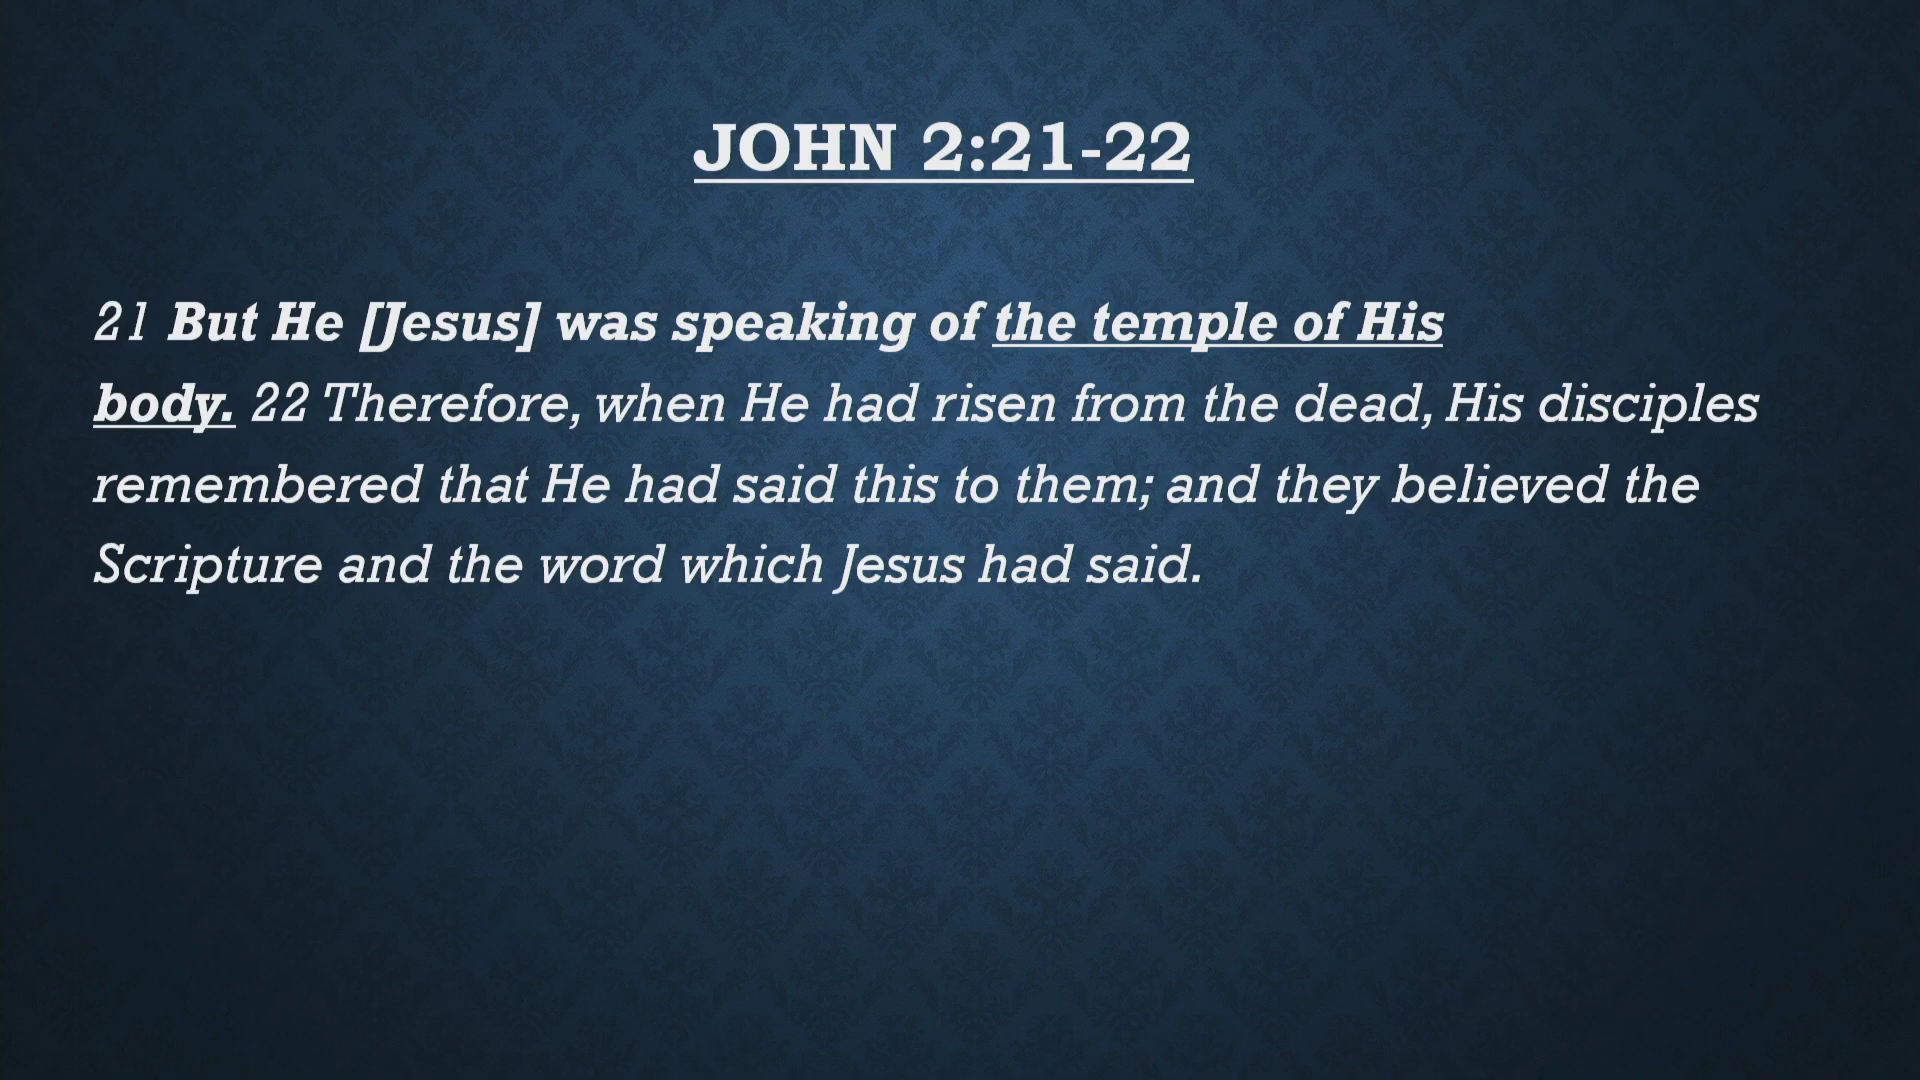 JOHN 2:21-22
21 But He [Jesus] was speaking of the temple of His
body. 22 Therefore, when He had risen from the dead, His disciples
remembered that He had said this to them; and they believed the
Scripture and the word which Jesus had said.